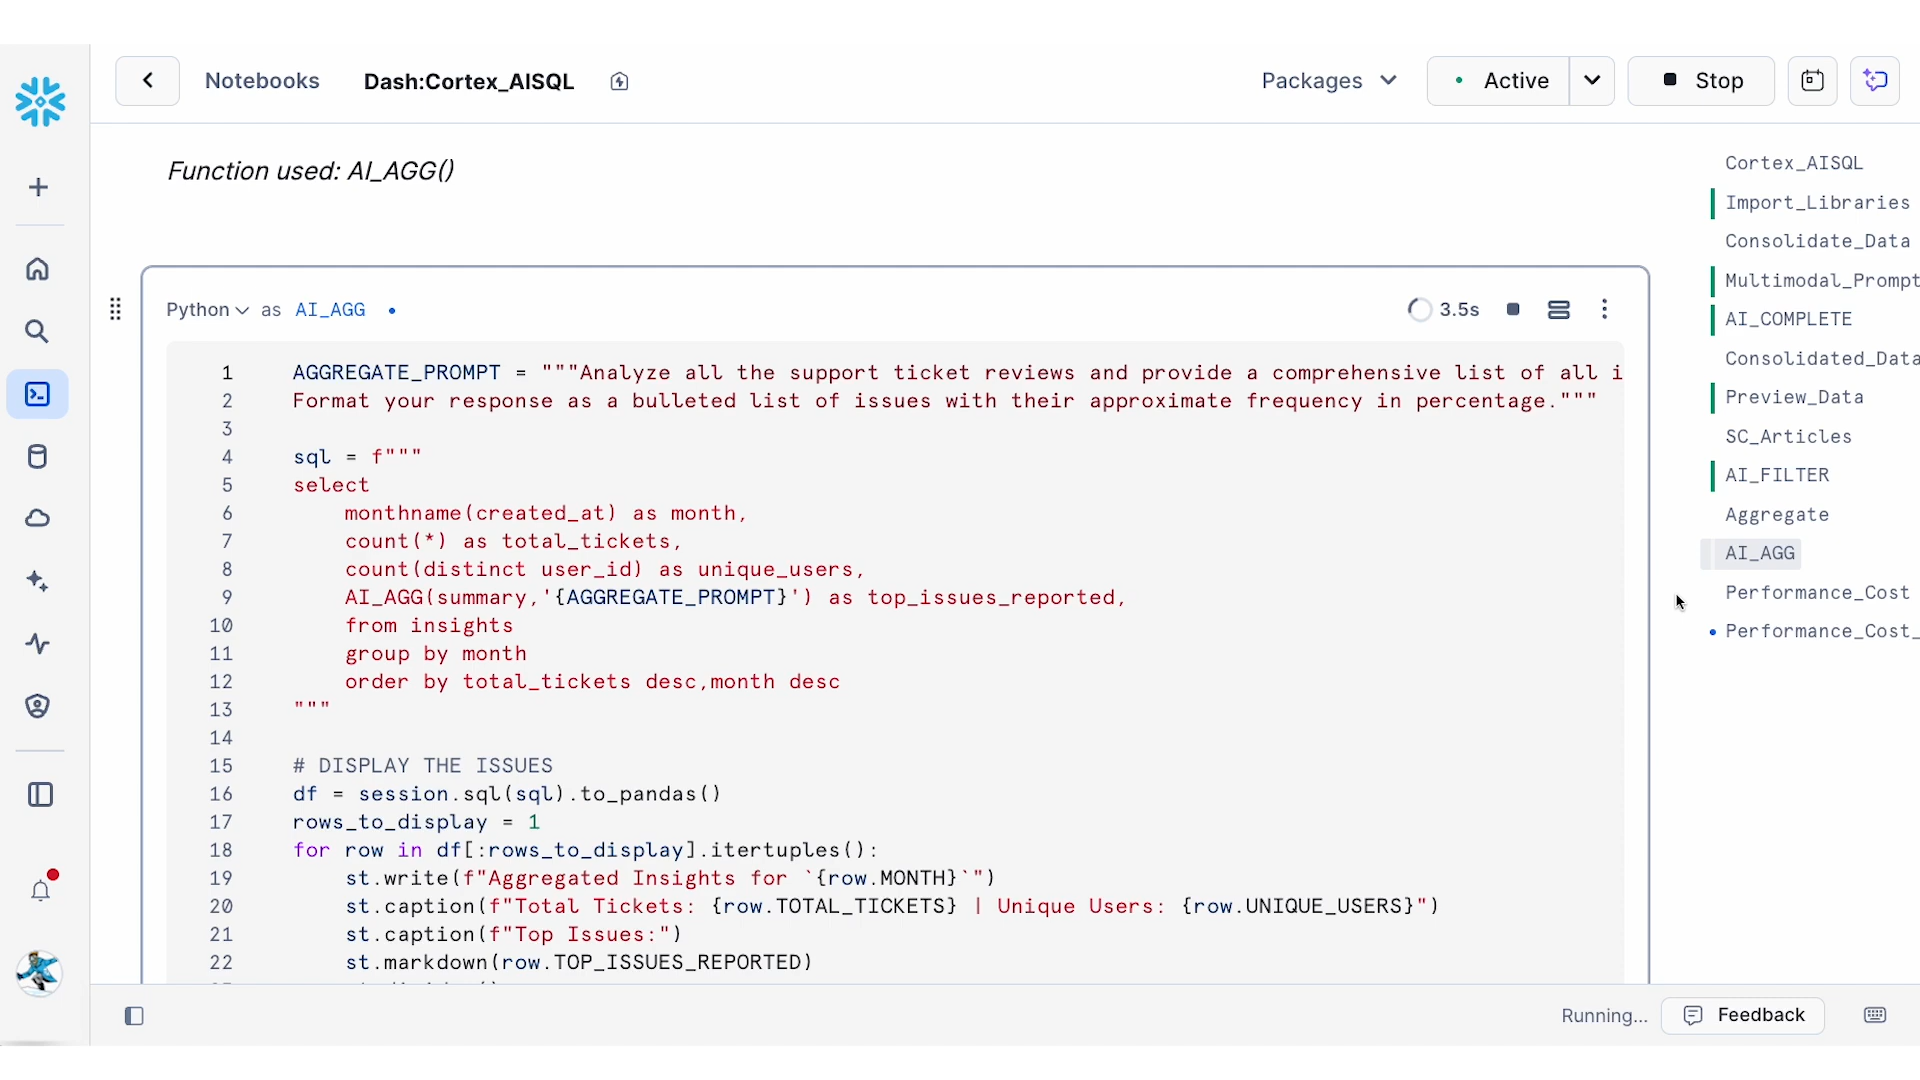 Notebooks
Dash:Cortex_AISQL
Packages
Active
Stop
Function used: AI_AGG()
Python as AI_AGG
3.5s
1 AGGREGATE_PROMPT = """Analyze all the support ticket reviews and provide a comprehensive list of all i
2 Format your response as a bulleted list of issues with their approximate frequency in percentage."""
3
4 sql = f"""
5 select
6 monthname(created_at) as month,
7 count(*) as total_tickets,
8 count(distinct user_id) as unique_users,
9 AI_AGG(summary,'{AGGREGATE_PROMPT}') as top_issues_reported,
10 from insights
11 group by month
12 order by total_tickets desc,month desc
13 """
14
15 # DISPLAY THE ISSUES
16 df = session.sql(sql).to_pandas()
17 rows_to_display = 1
18 for row in df[:rows_to_display].itertuples():
19 st.write(f"Aggregated Insights for `{row.MONTH}`")
20 st.caption(f"Total Tickets: {row.TOTAL_TICKETS} | Unique Users: {row.UNIQUE_USERS}")
21 st.caption(f"Top Issues:")
22 st.markdown(row.TOP_ISSUES_REPORTED)
Cortex_AISQL
Import_Libraries
Consolidate_Data
Multimodal_Prompt
AI_COMPLETE
Consolidated_Data
Preview_Data
SC_Articles
AI_FILTER
Aggregate
AI_AGG
Performance_Cost
Performance_Cost_
Running...
Feedback